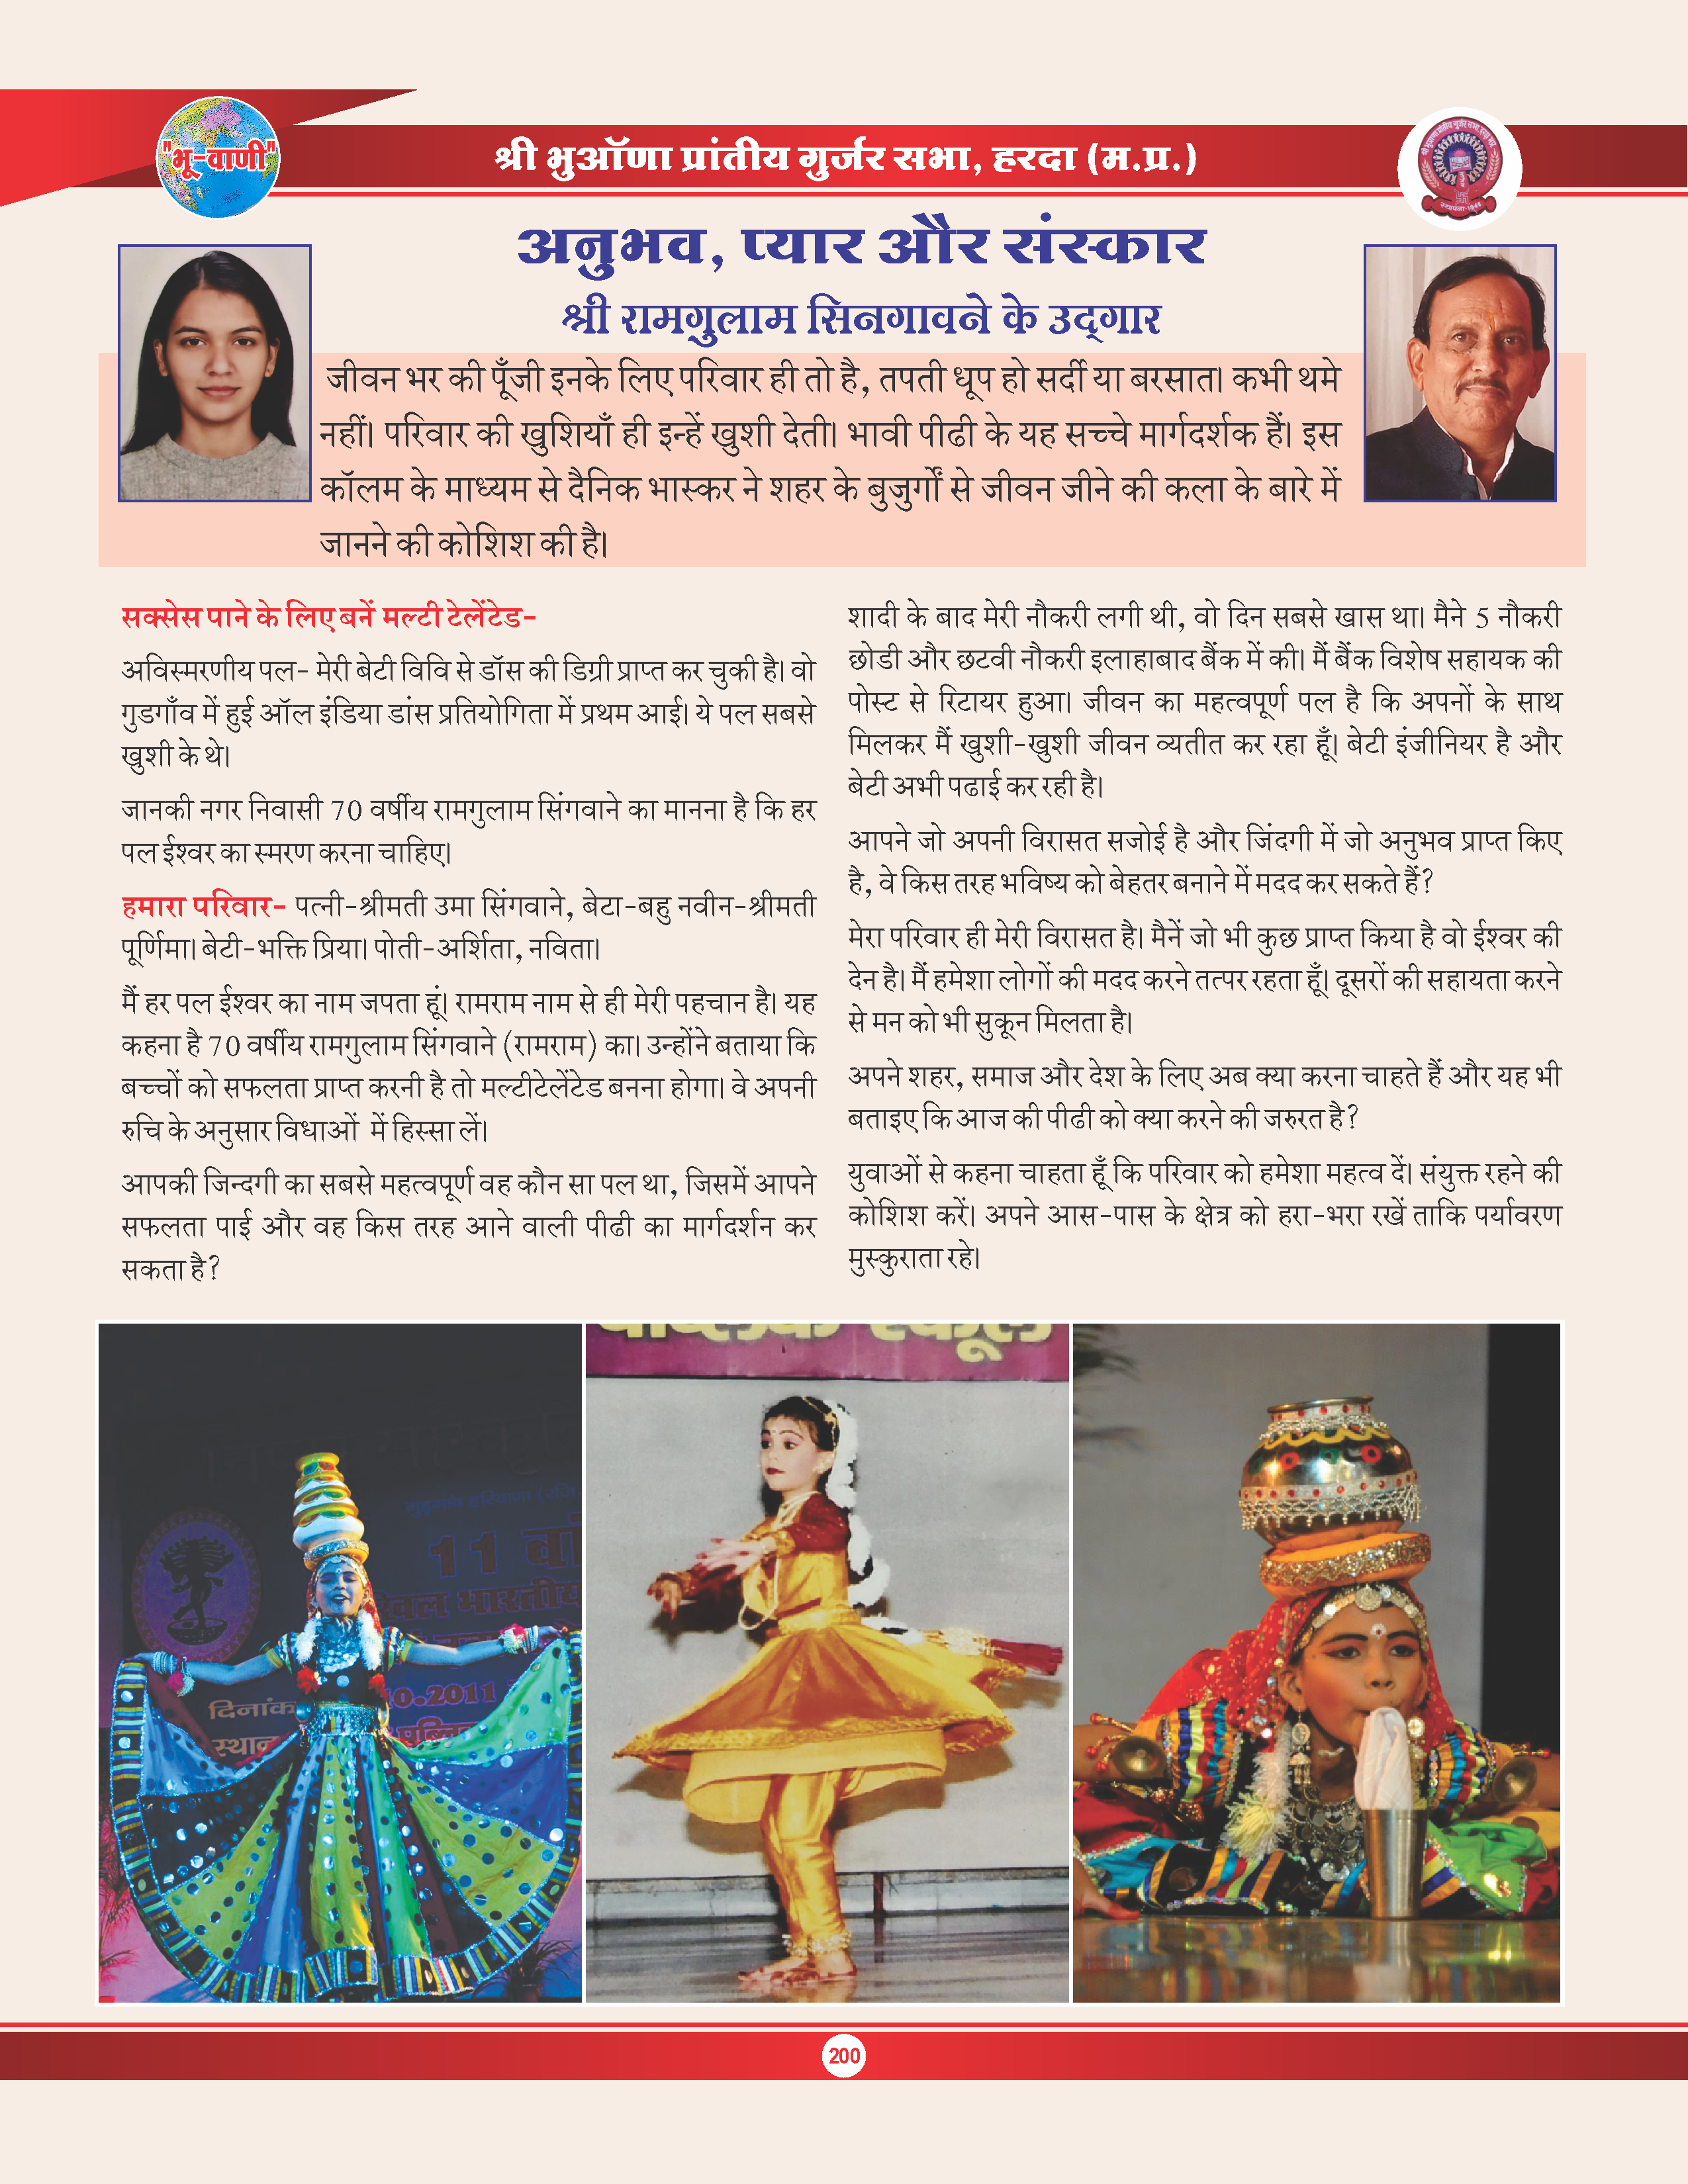 "भू-वाणी"
श्री भुआॅणा प्रांतीय गुर्जर सभा, हरदा (म.प्र.)
अनुभव, प्यार और संस्कार
श्री रामगुलाम सिनगावने के उद्‌गार
जीवन भर की पूँजी इनके लिए परिवार ही तो है, तपती धूप हो सर्दी या बरसात। कभी थमे
नहीं। परिवार की खुशियाँ ही इन्हें खुशी देती। भावी पीढी के यह सच्चे मार्गदर्शक हैं। इस
कॉलम के माध्यम से दैनिक भास्कर ने शहर के बुजुर्गों से जीवन जीने की कला के बारे में
जानने की कोशिश की है।
सक्सेस पाने के लिए बनें मल्टी टेलेंटेड-
अविस्मरणीय पल- मेरी बेटी विवि से डॉस की डिग्री प्राप्त कर चुकी है। वो
गुडगाँव में हुई ऑल इंडिया डांस प्रतियोगिता में प्रथम आई। ये पल सबसे
खुशी के थे।
जानकी नगर निवासी 70 वर्षीय रामगुलाम सिंगवाने का मानना है कि हर
पल ईश्वर का स्मरण करना चाहिए।
हमारा परिवार- पत्नी-श्रीमती उमा सिंगवाने, बेटा-बहु नवीन-श्रीमती
पूर्णिमा। बेटी-भक्ति प्रिया। पोती-अर्शिता, नविता।
मैं हर पल ईश्वर का नाम जपता हूं। रामराम नाम से ही मेरी पहचान है। यह
कहना है 70 वर्षीय रामगुलाम सिंगवाने (रामराम) का। उन्होंने बताया कि
बच्चों को सफलता प्राप्त करनी है तो मल्टीटेलेंटेड बनना होगा। वे अपनी
रुचि के अनुसार विधाओं में हिस्सा लें।
आपकी जिन्दगी का सबसे महत्वपूर्ण वह कौन सा पल था, जिसमें आपने
सफलता पाई और वह किस तरह आने वाली पीढी का मार्गदर्शन कर
सकता है?
शादी के बाद मेरी नौकरी लगी थी, वो दिन सबसे खास था। मैने 5 नौकरी
छोडी और छटवी नौकरी इलाहाबाद बैंक में की। मैं बैंक विशेष सहायक की
पोस्ट से रिटायर हुआ। जीवन का महत्वपूर्ण पल है कि अपनों के साथ
मिलकर मैं खुशी-खुशी जीवन व्यतीत कर रहा हूँ। बेटी इंजीनियर है और
बेटी अभी पढाई कर रही है।
आपने जो अपनी विरासत सजोई है और जिंदगी में जो अनुभव प्राप्त किए
है, वे किस तरह भविष्य को बेहतर बनाने में मदद कर सकते हैं?
मेरा परिवार ही मेरी विरासत है। मैनें जो भी कुछ प्राप्त किया है वो ईश्वर की
देन है। मैं हमेशा लोगों की मदद करने तत्पर रहता हूँ। दूसरों की सहायता करने
से मन को भी सुकून मिलता है।
अपने शहर, समाज और देश के लिए अब क्या करना चाहते हैं और यह भी
बताइए कि आज की पीढी को क्या करने की जरुरत है?
युवाओं से कहना चाहता हूँ कि परिवार को हमेशा महत्व दें। संयुक्त रहने की
कोशिश करें। अपने आस-पास के क्षेत्र को हरा-भरा रखें ताकि पर्यावरण
मुस्कुराता रहे।
11 वां
भारतीय
दिनांक
10.2011
स्थान
स्कूल
200